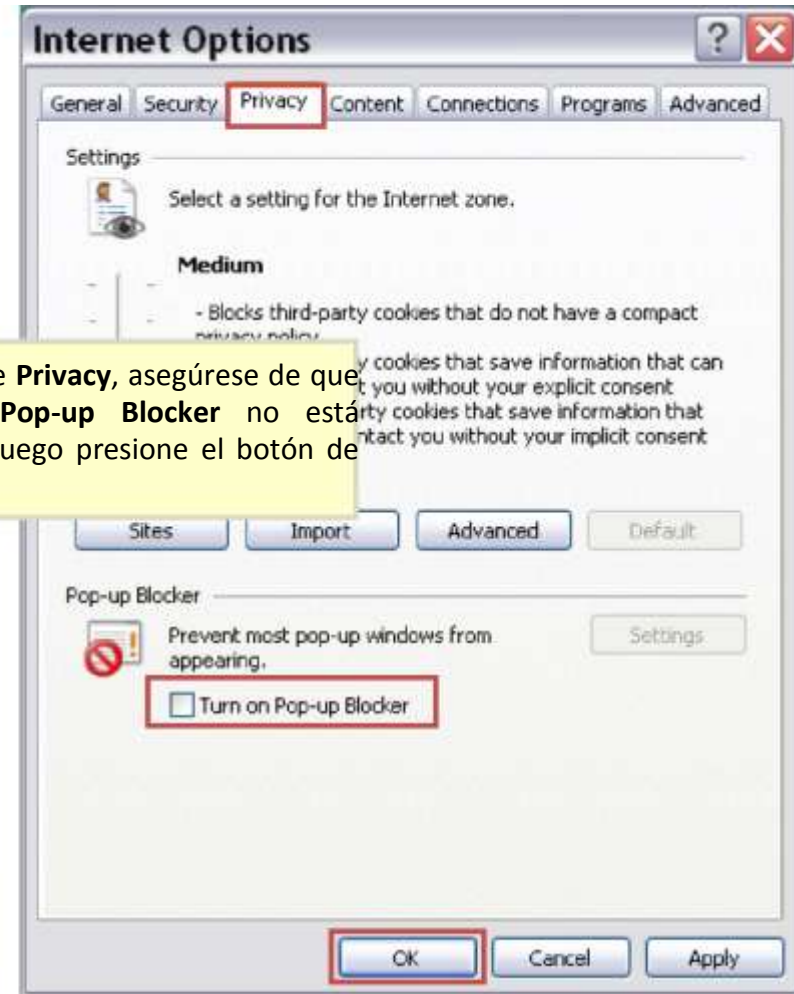 Internet Options
General Security Privacy Content Connections Programs Advanced
Settings
Select a setting for the Internet zone.
Medium
- Blocks third-party cookies that do not have a compact
privacy policy
cookies that save information that can
you without your explicit consent
cookies that save information that
you without your implicit consent
Privacy, asegúrese de que
Pop-up Blocker no está
presione el botón de
Sites Import Advanced Default
Pop-up Blocker
Prevent most pop-up windows from
appearing.
Settings
Turn on Pop-up Blocker
OK Cancel Apply